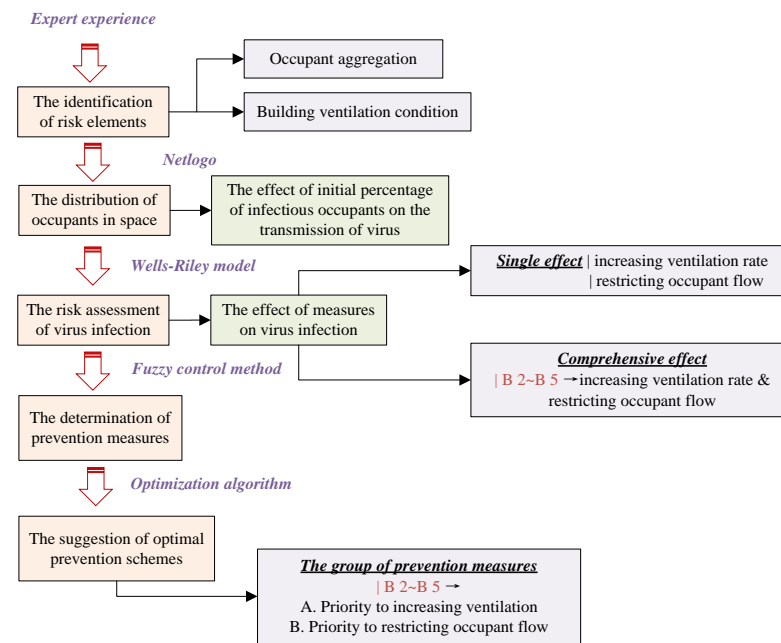 Expert experience
Occupant aggregation
The identification
of risk elements
Building ventilation condition
Netlogo
The distribution of
occupants in space
The effect of initial percentage
of infectious occupants on the
transmission of virus
Wells-Riley model
Single effect | increasing ventilation rate
| restricting occupant flow
The risk assessment
of virus infection
The effect of measures
on virus infection
Fuzzy control method
Comprehensive effect
| B 2~B 5 →increasing ventilation rate &
restricting occupant flow
The determination of
prevention measures
Optimization algorithm
The suggestion of optimal
prevention schemes
The group of prevention measures
| B 2~B 5 →
A. Priority to increasing ventilation
B. Priority to restricting occupant flow